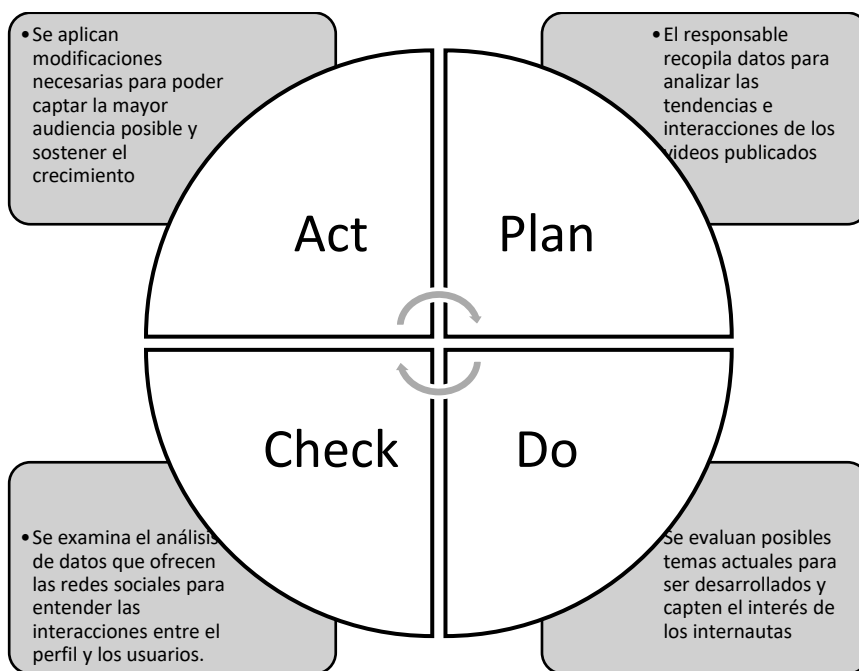 • Se aplican
modificaciones
necesarias para poder
captar la mayor
audiencia posible y
sostener el
crecimiento
• El responsable
recopila datos para
analizar las
tendencias e
interacciones de los
videos publicados
Act
Plan
Check
Do
• Se examina el análisis
de datos que ofrecen
las redes sociales para
entender las
interacciones entre el
perfil y los usuarios.
Se evaluan posibles
temas actuales para
ser desarrollados y
capten el interés de
los internautas